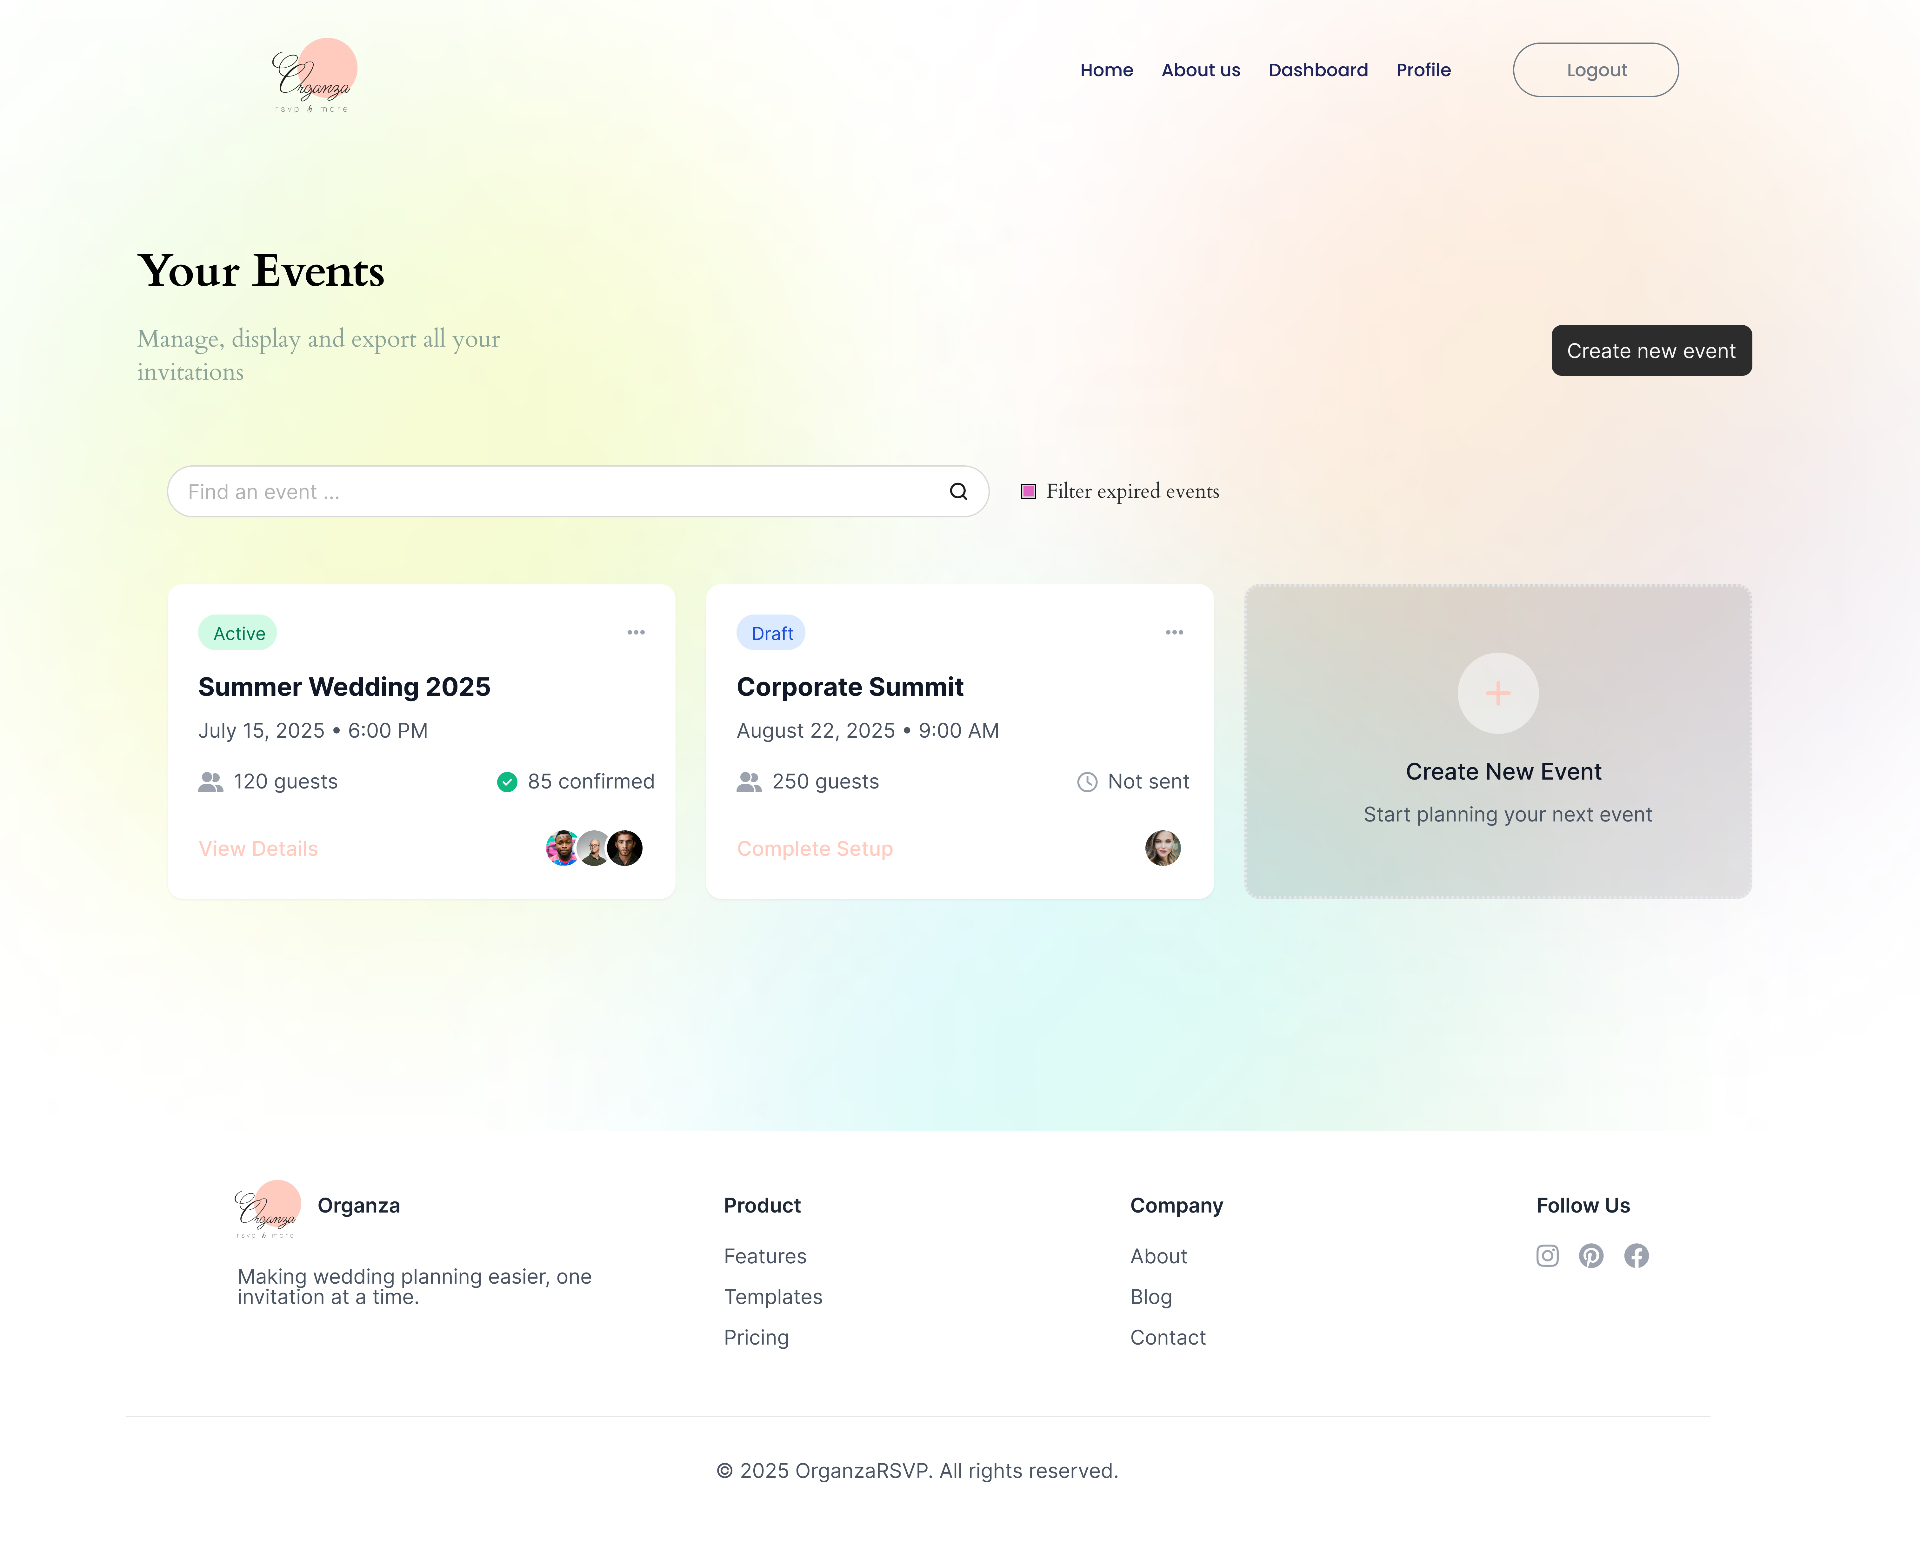 Organza
rsvp & more
Home
About us
Dashboard
Profile
Logout
Your Events
Manage, display and export all your
invitations
Create new event
Find an event ...
Filter expired events
Active
Summer Wedding 2025
July 15, 2025 • 6:00 PM
120 guests
85 confirmed
View Details
Draft
Corporate Summit
August 22, 2025 • 9:00 AM
250 guests
Not sent
Complete Setup
Create New Event
Start planning your next event
Organza
rsvp & more
Organza
Making wedding planning easier, one
invitation at a time.
Product
Features
Templates
Pricing
Company
About
Blog
Contact
Follow Us
© 2025 OrganzaRSVP. All rights reserved.